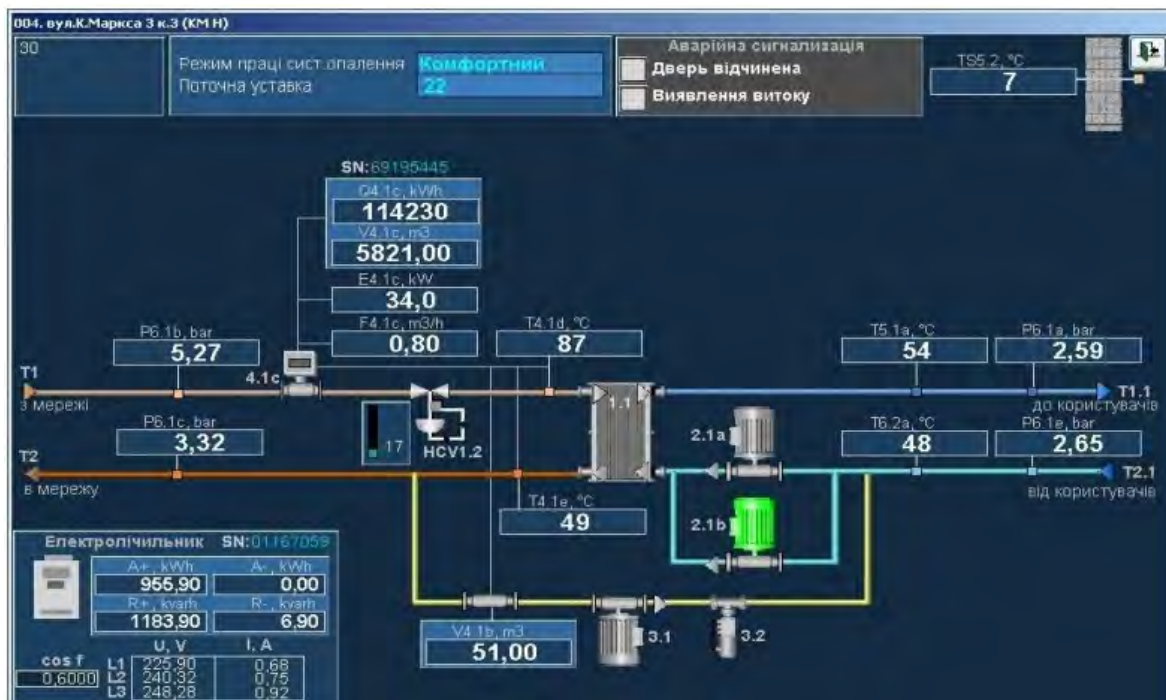 004. вул.К.Маркса 3 к.3 (КМ Н)
30
Режим праці сист.опалення Комфортний
Поточна уставка 22
Аварійна сигнализація
Дверь відчинена
Виявлення витоку
TS5.2, °C
7
SN:69195445
Q4.1c, kWh
114230
V4.1c, m3
5821,00
E4.1c, kW
34,0
F4.1c, m3/h
0,80
P6.1b, bar
5,27
T4.1d, °C
87
T5.1a, °C
54
P6.1a, bar
2,59
T1
4.1c
1.1
T1.1
з мережі
до користувачів
P6.1c, bar
3,32
17
HCV1.2
2.1a
T6.2a, °C
48
P6.1e, bar
2,65
T2
T2.1
в мережу
від користувачів
T4.1e, °C
49
2.1b
Електролічильник SN:01167059
A+, kWh A-, kWh
955,90 0,00
R+, kvarh R-, kvarh
1183,90 6,90
U, V I, A
cos f
0,6000
L1 225,90 0,68
L2 240,32 0,75
L3 248,28 0,92
V4.1b, m3
51,00
3.1
3.2